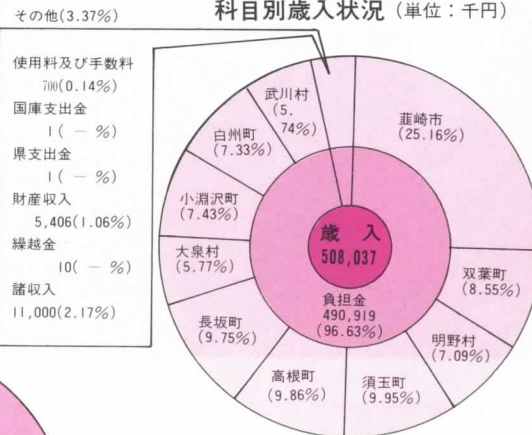 科目別歳入状況（単位：千円）
その他(3.37%)
使用料及び手数料
700(0.14%)
国庫支出金
1( － %)
県支出金
1( － %)
財産収入
5,406(1.06%)
繰越金
10( － %)
諸収入
11,000(2.17%)
歳 入
508,037
負担金
490,919
(96.63%)
韮崎市
(25.16%)
双葉町
(8.55%)
明野村
(7.09%)
須玉町
(9.95%)
高根町
(9.86%)
長坂町
(9.75%)
大泉村
(5.77%)
小淵沢町
(7.43%)
白州町
(7.33%)
武川村
(5.
74%)